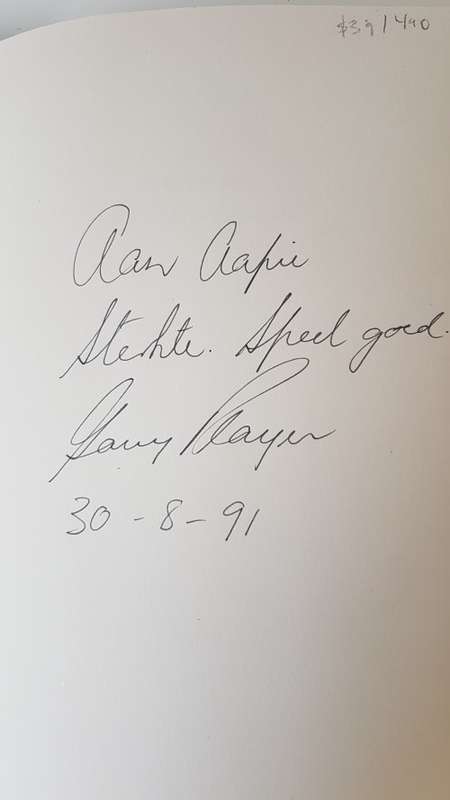 Aan Aapie
Sterkte. Speel goed.
Gary Player
30 - 8 - 91